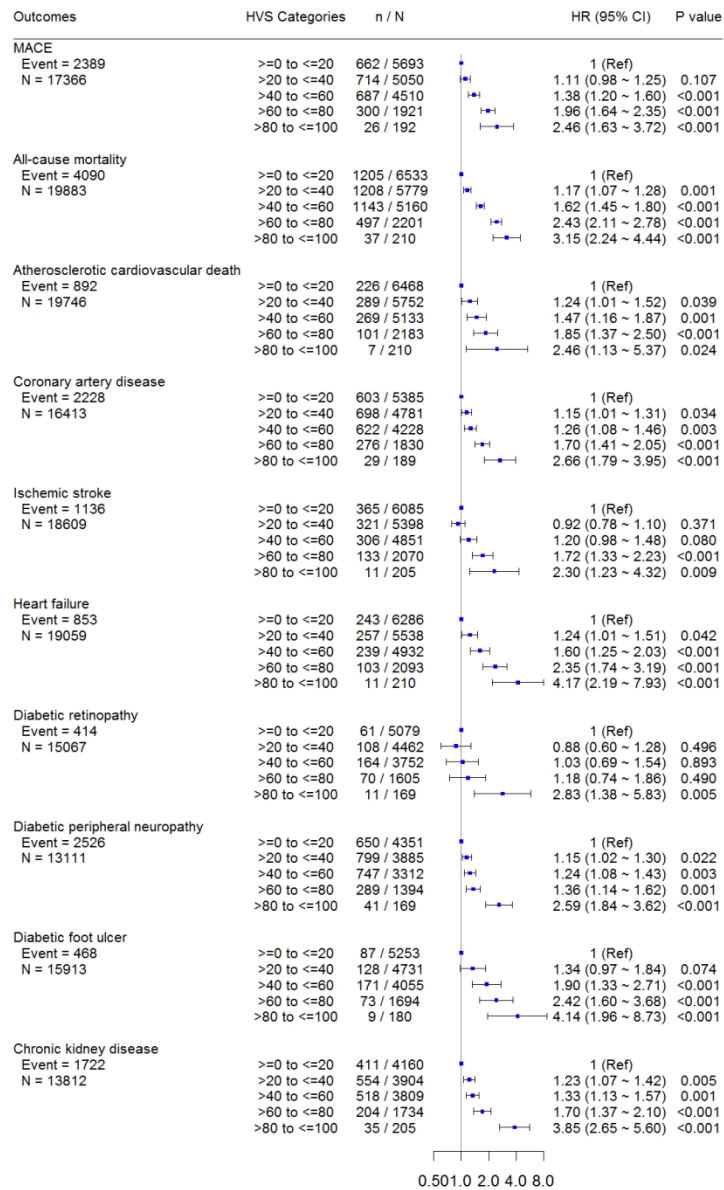 Outcomes HVS Categories n / N HR (95% CI) P value
MACE
Event = 2389 >=0 to <=20 662 / 5693 1 (Ref)
N = 17366 >20 to <=40 714 / 5050 1.11 (0.98 ~ 1.25) 0.107
>40 to <=60 687 / 4510 1.38 (1.20 ~ 1.60) <0.001
>60 to <=80 300 / 1921 1.96 (1.64 ~ 2.35) <0.001
>80 to <=100 26 / 192 2.46 (1.63 ~ 3.72) <0.001
All-cause mortality
Event = 4090 >=0 to <=20 1205 / 6533 1 (Ref)
N = 19883 >20 to <=40 1208 / 5779 1.17 (1.07 ~ 1.28) 0.001
>40 to <=60 1143 / 5160 1.62 (1.45 ~ 1.80) <0.001
>60 to <=80 497 / 2201 2.43 (2.11 ~ 2.78) <0.001
>80 to <=100 37 / 210 3.15 (2.24 ~ 4.44) <0.001
Atherosclerotic cardiovascular death
Event = 892 >=0 to <=20 226 / 6468 1 (Ref)
N = 19746 >20 to <=40 289 / 5752 1.24 (1.01 ~ 1.52) 0.039
>40 to <=60 269 / 5133 1.47 (1.16 ~ 1.87) 0.001
>60 to <=80 101 / 2183 1.85 (1.37 ~ 2.50) <0.001
>80 to <=100 7 / 210 2.46 (1.13 ~ 5.37) 0.024
Coronary artery disease
Event = 2228 >=0 to <=20 603 / 5385 1 (Ref)
N = 16413 >20 to <=40 698 / 4781 1.15 (1.01 ~ 1.31) 0.034
>40 to <=60 622 / 4228 1.26 (1.08 ~ 1.46) 0.003
>60 to <=80 276 / 1830 1.70 (1.41 ~ 2.05) <0.001
>80 to <=100 29 / 189 2.66 (1.79 ~ 3.95) <0.001
Ischemic stroke
Event = 1136 >=0 to <=20 365 / 6085 1 (Ref)
N = 18609 >20 to <=40 321 / 5398 0.92 (0.78 ~ 1.10) 0.371
>40 to <=60 306 / 4851 1.20 (0.98 ~ 1.48) 0.080
>60 to <=80 133 / 2070 1.72 (1.33 ~ 2.23) <0.001
>80 to <=100 11 / 205 2.30 (1.23 ~ 4.32) 0.009
Heart failure
Event = 853 >=0 to <=20 243 / 6286 1 (Ref)
N = 19059 >20 to <=40 257 / 5538 1.24 (1.01 ~ 1.51) 0.042
>40 to <=60 239 / 4932 1.60 (1.25 ~ 2.03) <0.001
>60 to <=80 103 / 2093 2.35 (1.74 ~ 3.19) <0.001
>80 to <=100 11 / 210 4.17 (2.19 ~ 7.93) <0.001
Diabetic retinopathy
Event = 414 >=0 to <=20 61 / 5079 1 (Ref)
N = 15067 >20 to <=40 108 / 4462 0.88 (0.60 ~ 1.28) 0.496
>40 to <=60 164 / 3752 1.03 (0.69 ~ 1.54) 0.893
>60 to <=80 70 / 1605 1.18 (0.74 ~ 1.86) 0.490
>80 to <=100 11 / 169 2.83 (1.38 ~ 5.83) 0.005
Diabetic peripheral neuropathy
Event = 2526 >=0 to <=20 650 / 4351 1 (Ref)
N = 13111 >20 to <=40 799 / 3885 1.15 (1.02 ~ 1.30) 0.022
>40 to <=60 747 / 3312 1.24 (1.08 ~ 1.43) 0.003
>60 to <=80 289 / 1394 1.36 (1.14 ~ 1.62) 0.001
>80 to <=100 41 / 169 2.59 (1.84 ~ 3.62) <0.001
Diabetic foot ulcer
Event = 468 >=0 to <=20 87 / 5253 1 (Ref)
N = 15913 >20 to <=40 128 / 4731 1.34 (0.97 ~ 1.84) 0.074
>40 to <=60 171 / 4055 1.90 (1.33 ~ 2.71) <0.001
>60 to <=80 73 / 1694 2.42 (1.60 ~ 3.68) <0.001
>80 to <=100 9 / 180 4.14 (1.96 ~ 8.73) <0.001
Chronic kidney disease
Event = 1722 >=0 to <=20 411 / 4160 1 (Ref)
N = 13812 >20 to <=40 554 / 3904 1.23 (1.07 ~ 1.42) 0.005
>40 to <=60 518 / 3809 1.33 (1.13 ~ 1.57) 0.001
>60 to <=80 204 / 1734 1.70 (1.37 ~ 2.10) <0.001
>80 to <=100 35 / 205 3.85 (2.65 ~ 5.60) <0.001
0.50 1.0 2.0 4.0 8.0